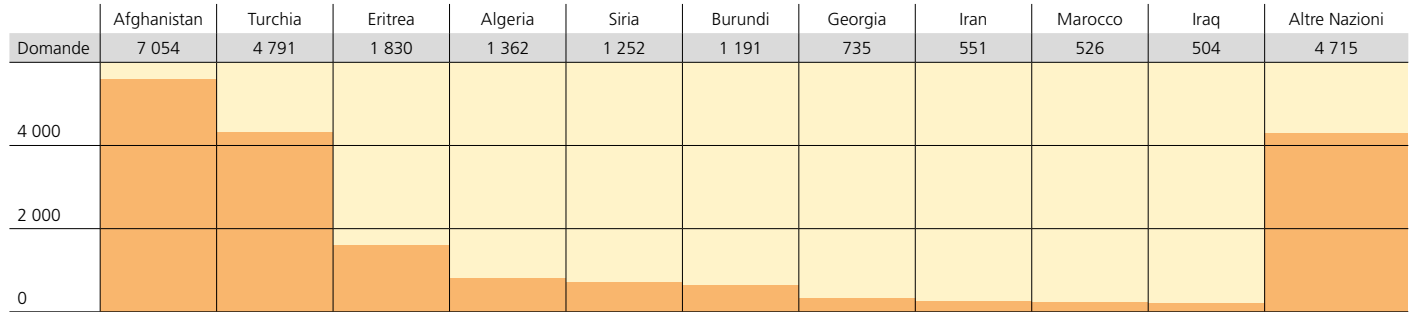 Afghanistan Turchia Eritrea Algeria Siria Burundi Georgia Iran Marocco Iraq Altre Nazioni
Domande 7 054 4 791 1 830 1 362 1 252 1 191 735 551 526 504 4 715
4 000
2 000
0